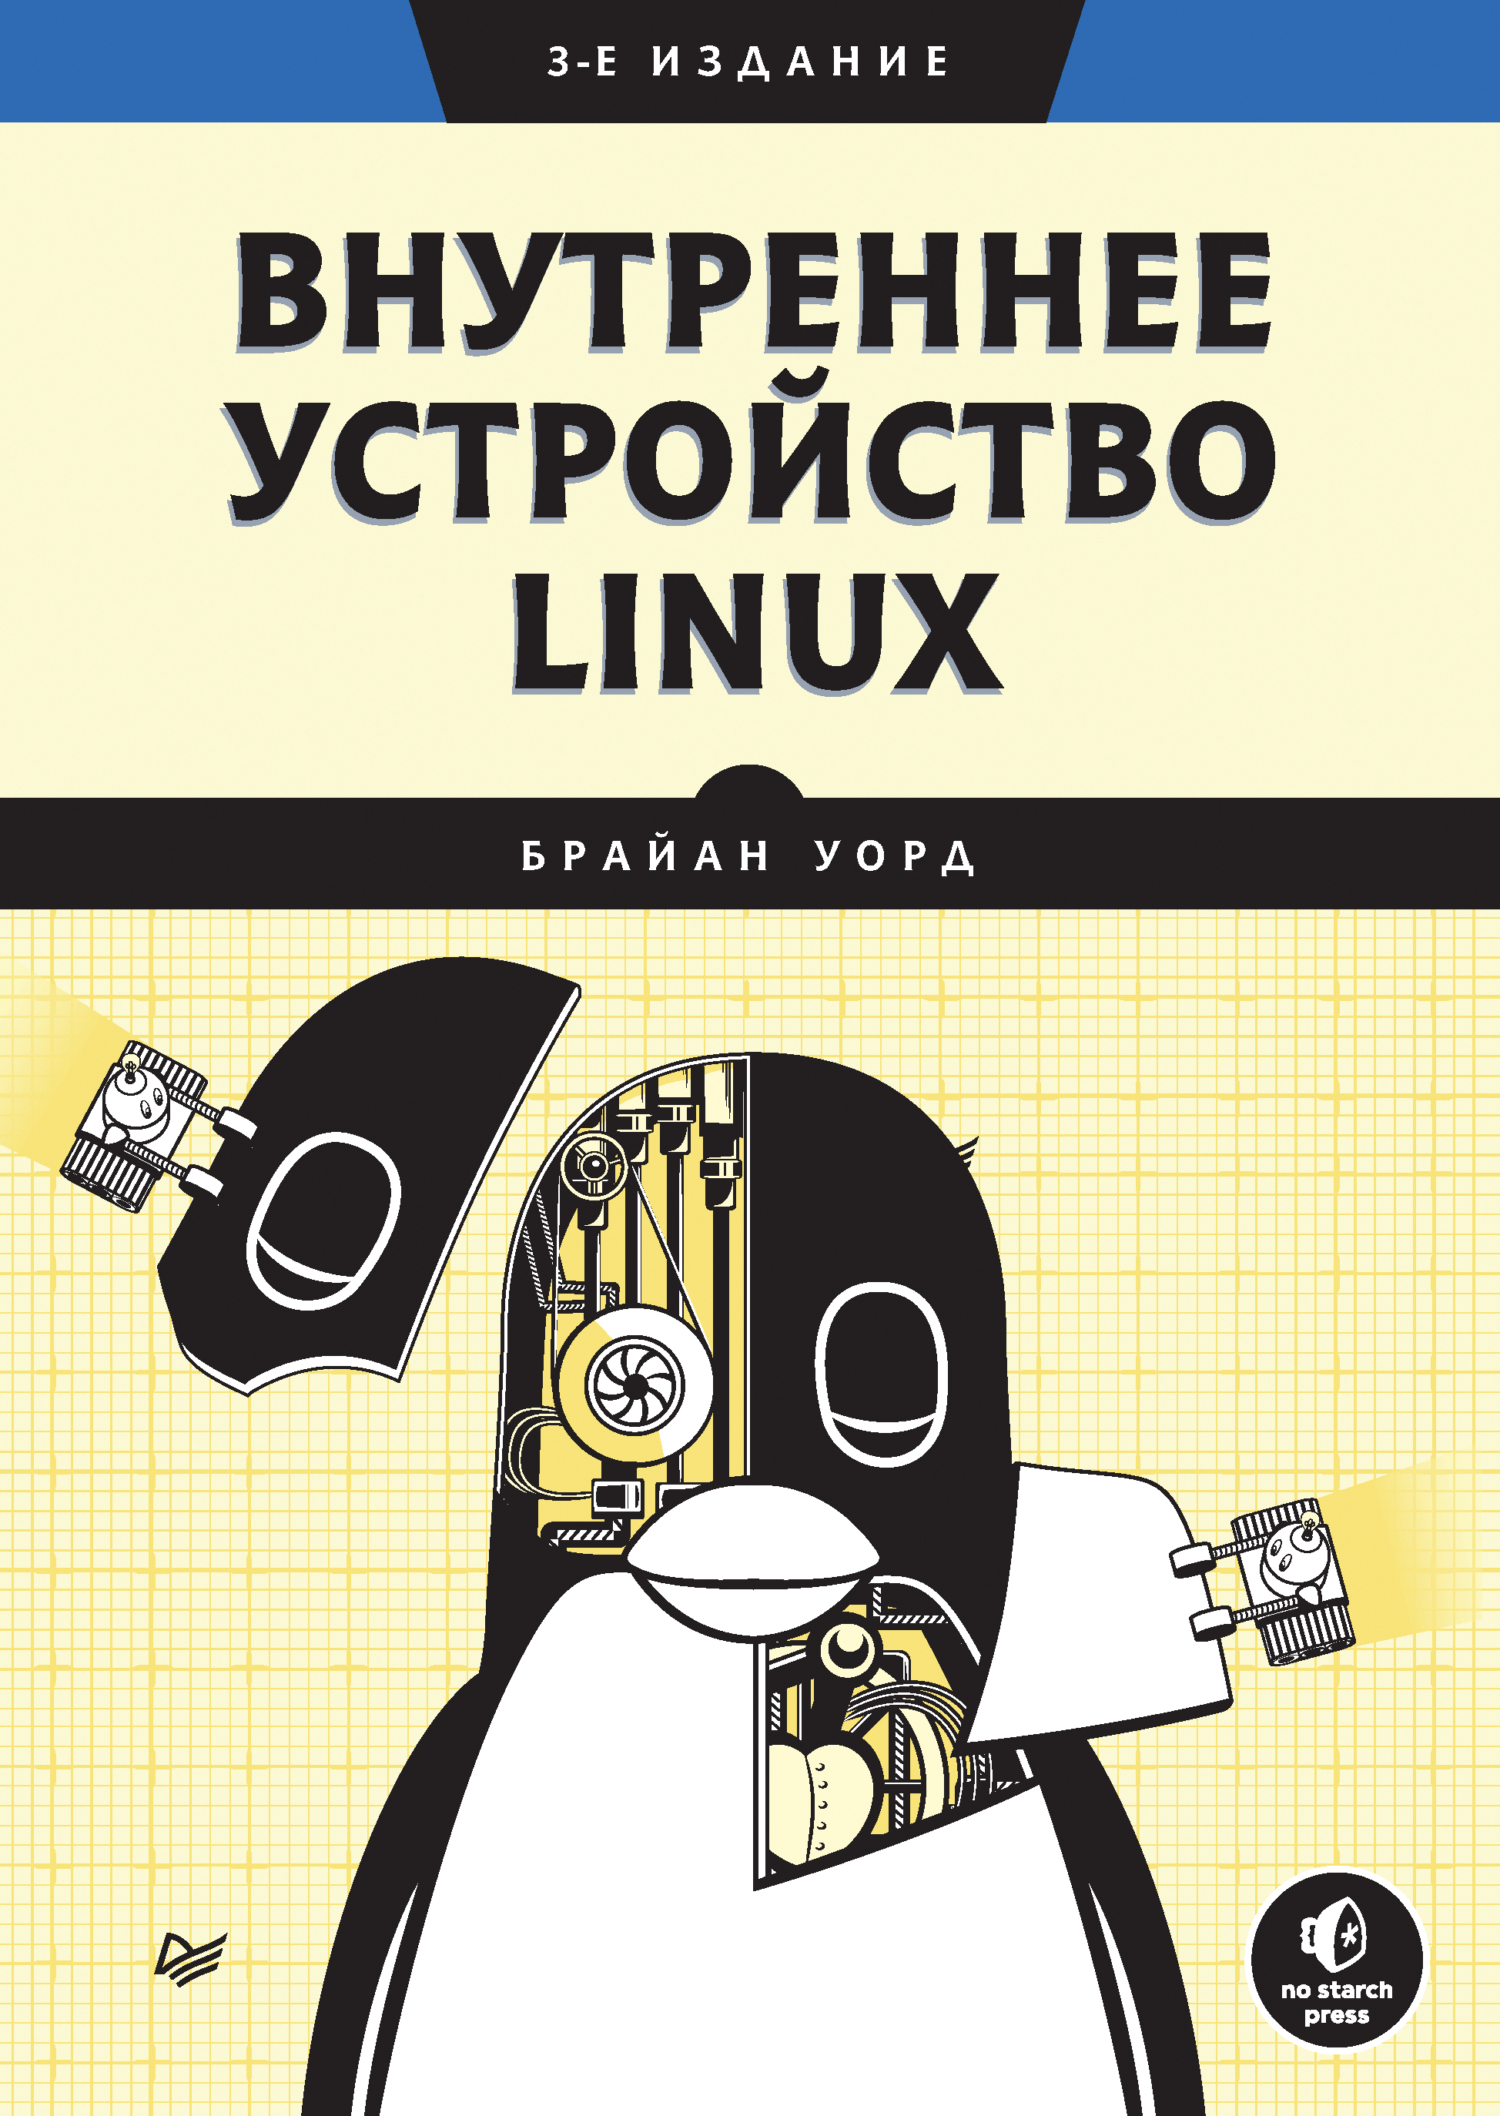 3-Е ИЗДАНИЕ
ВНУТРЕННЕЕ
УСТРОЙСТВО
LINUX
БРАЙАН УОРД
no starch
press